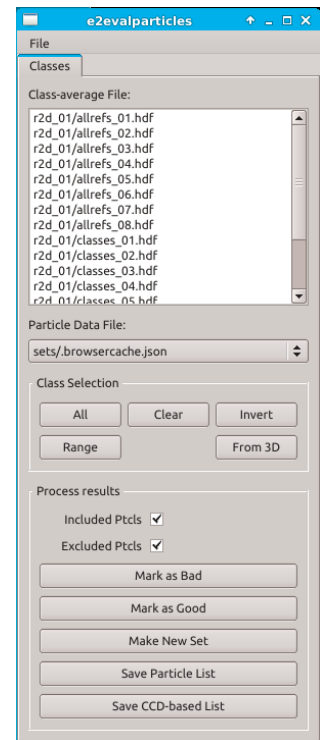 e2evalparticles
File
Classes
Class-average File:
r2d_01/allrefs_01.hdf
r2d_01/allrefs_02.hdf
r2d_01/allrefs_03.hdf
r2d_01/allrefs_04.hdf
r2d_01/allrefs_05.hdf
r2d_01/allrefs_06.hdf
r2d_01/allrefs_07.hdf
r2d_01/allrefs_08.hdf
r2d_01/classes_01.hdf
r2d_01/classes_02.hdf
r2d_01/classes_03.hdf
r2d_01/classes_04.hdf
r2d_01/classes_05.hdf
Particle Data File:
sets/.browsercache.json
Class Selection
All Clear Invert
Range From 3D
Process results
Included Ptcls
Excluded Ptcls
Mark as Bad
Mark as Good
Make New Set
Save Particle List
Save CCD-based List